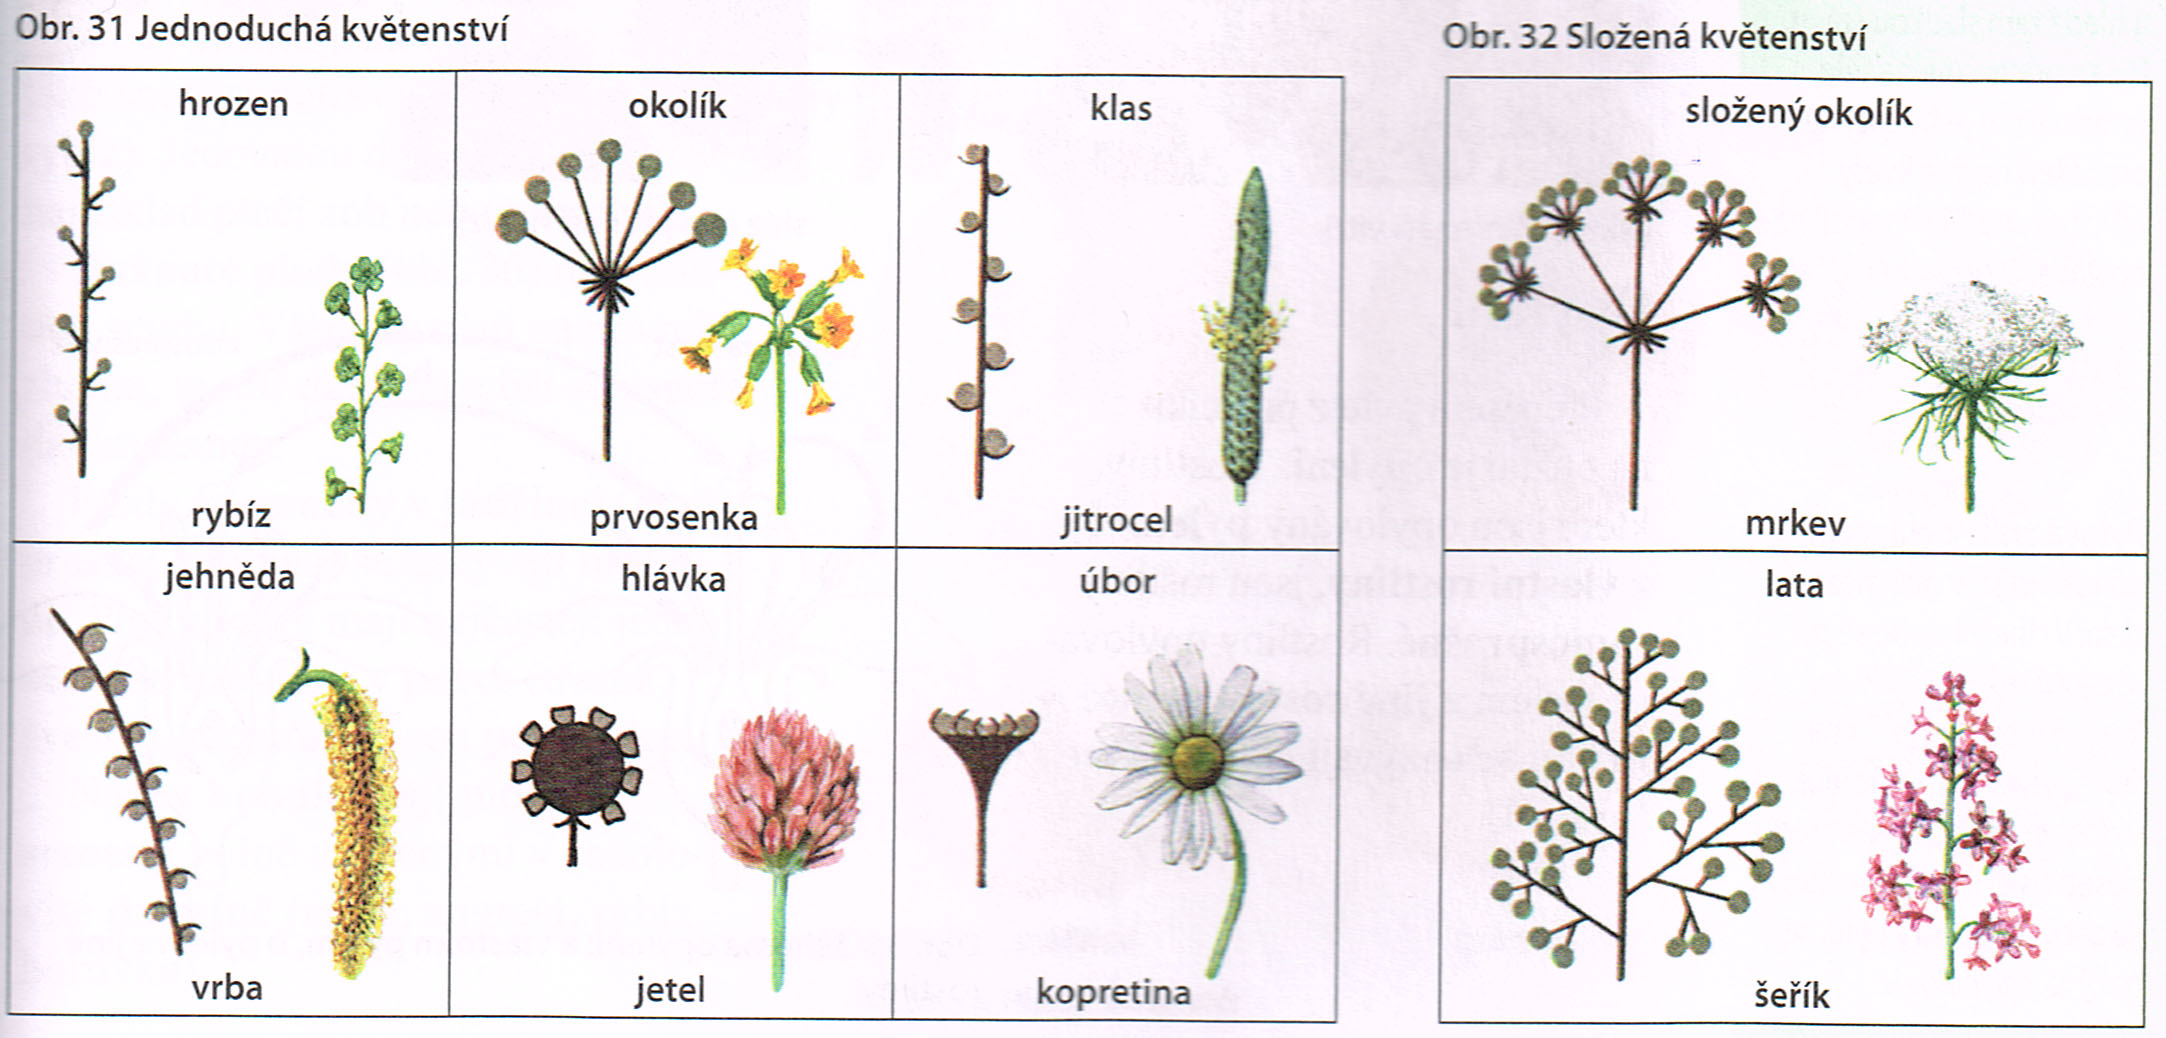 Obr. 31 Jednoduchá květenství
hrozen
okolík
klas
rybíz
prvosenka
jitrocel
jehněda
hlávka
úbor
vrba
jetel
kopretina
Obr. 32 Složená květenství
složený okolík
mrkev
lata
šeřík